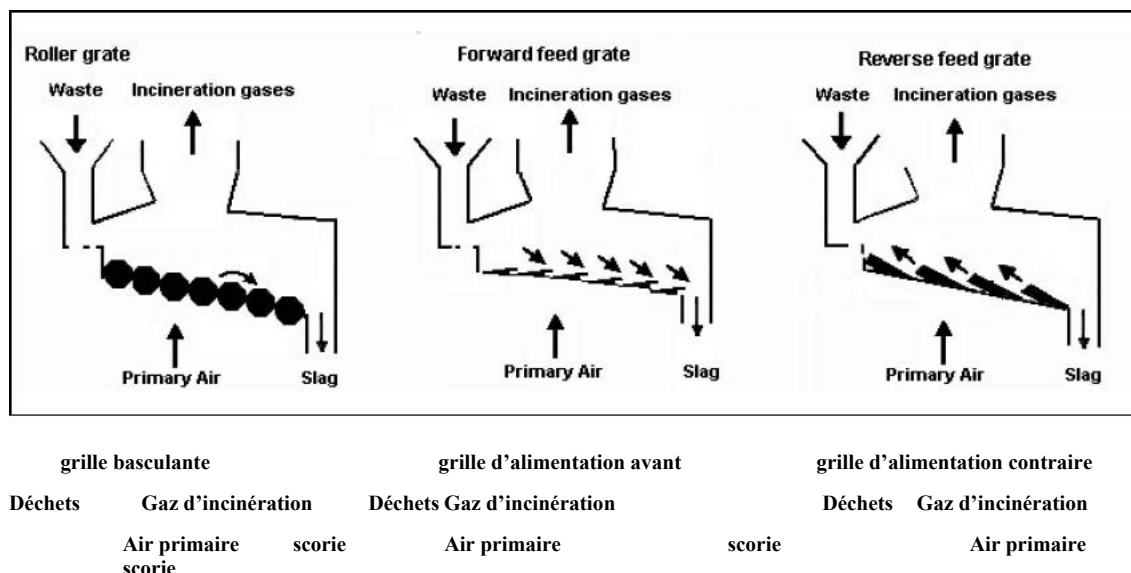 Roller grate
Waste Incineration gases
Primary Air Slag
Forward feed grate
Waste Incineration gases
Primary Air Slag
Reverse feed grate
Waste Incineration gases
Primary Air Slag
grille basculante grille d’alimentation avant grille d’alimentation contraire
Déchets Gaz d’incinération Déchets Gaz d’incinération Déchets Gaz d’incinération
Air primaire scorie Air primaire scorie Air primaire
scorie